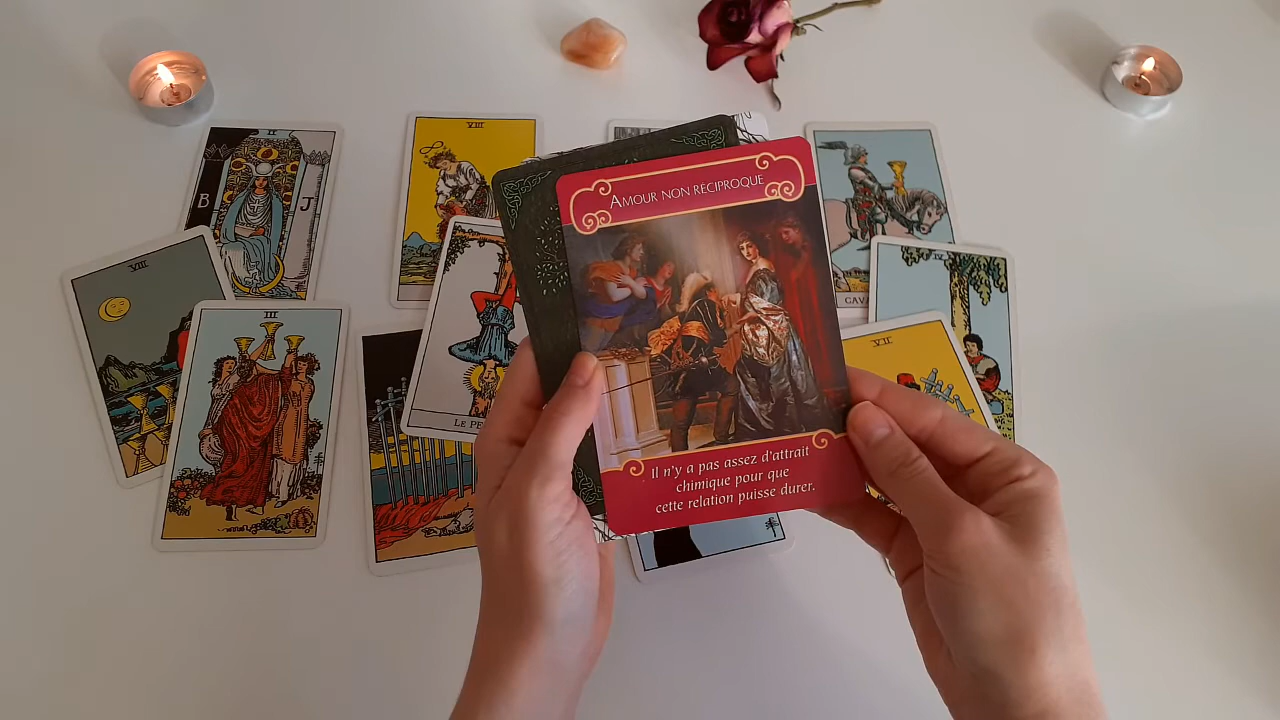 II
B
J
VIII
VIII
III
LE PE
AMOUR NON RÉCIPROQUE
Il n'y a pas assez d'attrait
chimique pour que
cette relation puisse durer.
CAVA
IV
VII